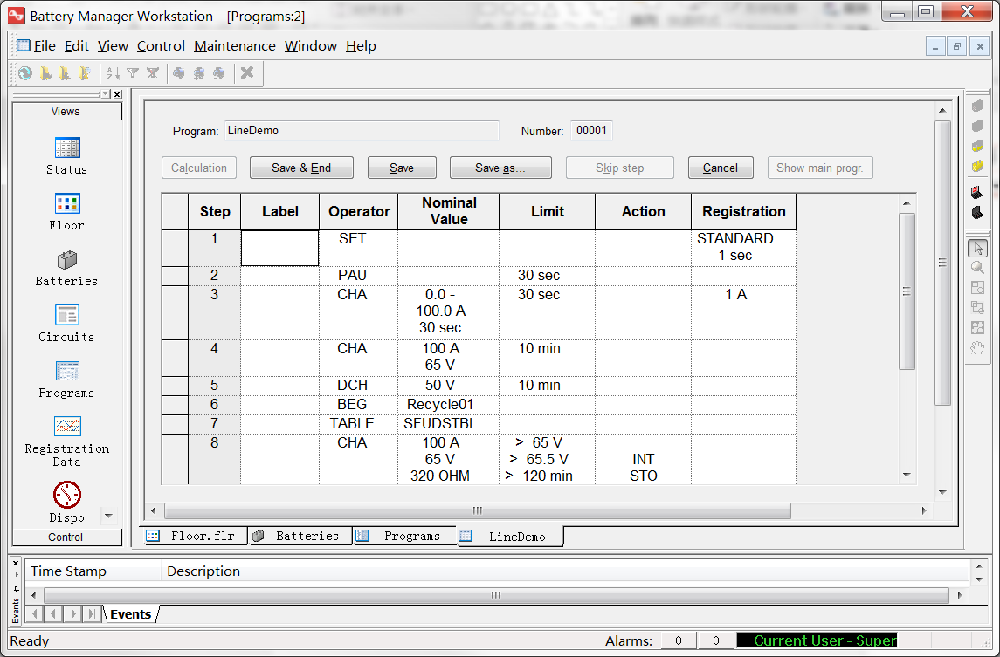 Battery Manager Workstation - [Programs:2]
File Edit View Control Maintenance Window Help
Views
Status
Floor
Batteries
Circuits
Programs
Registration
Data
Dispo
Control
Program: LineDemo Number: 00001
Calculation Save & End Save Save as... Skip step Cancel Show main progr.
Step Label Operator Nominal Value Limit Action Registration
1 SET STANDARD
1 sec
2 PAU 30 sec
3 CHA 0.0 - 30 sec 1 A
100.0 A
30 sec
4 CHA 100 A 10 min
65 V
5 DCH 50 V 10 min
6 BEG Recycle01
7 TABLE SFUDSTBL
8 CHA 100 A > 65 V
65 V > 65.5 V INT
320 OHM > 120 min STO
Floor.flr Batteries Programs LineDemo
Events
Time Stamp Description
Events
Ready Alarms: 0 0 Current User - Super